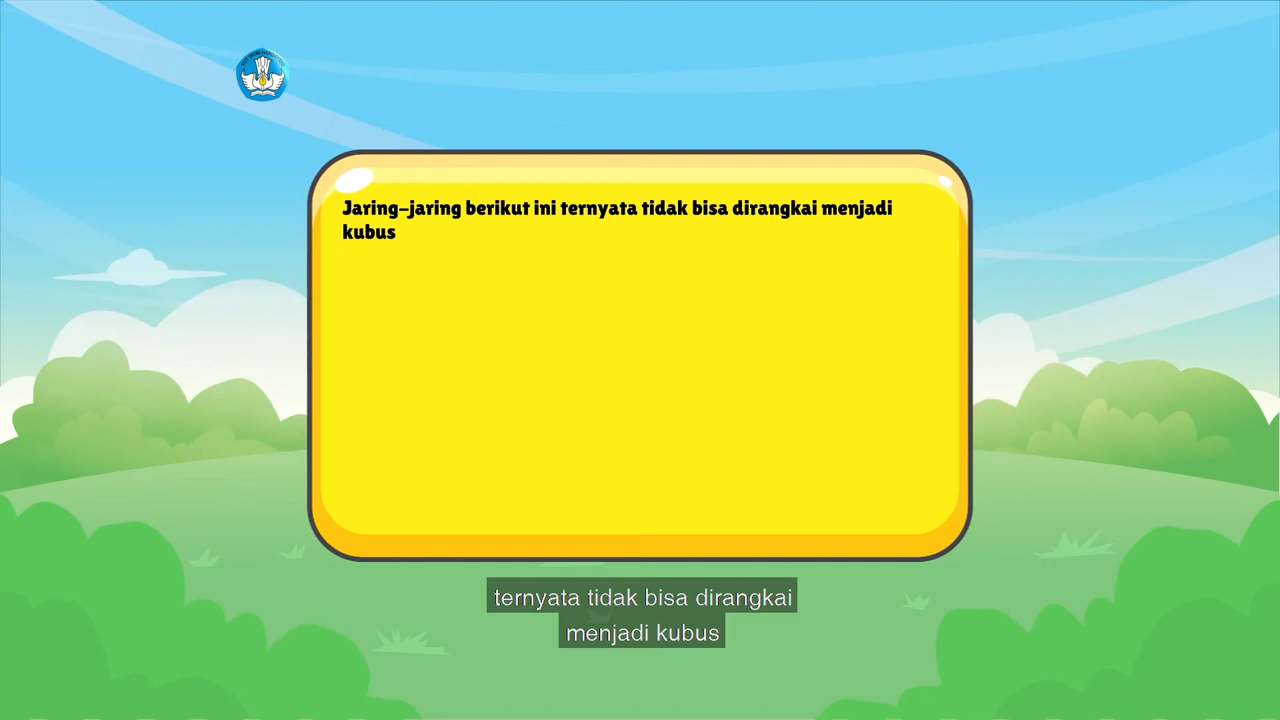 Jaring-jaring berikut ini ternyata tidak bisa dirangkai menjadi
kubus
ternyata tidak bisa dirangkai
menjadi kubus